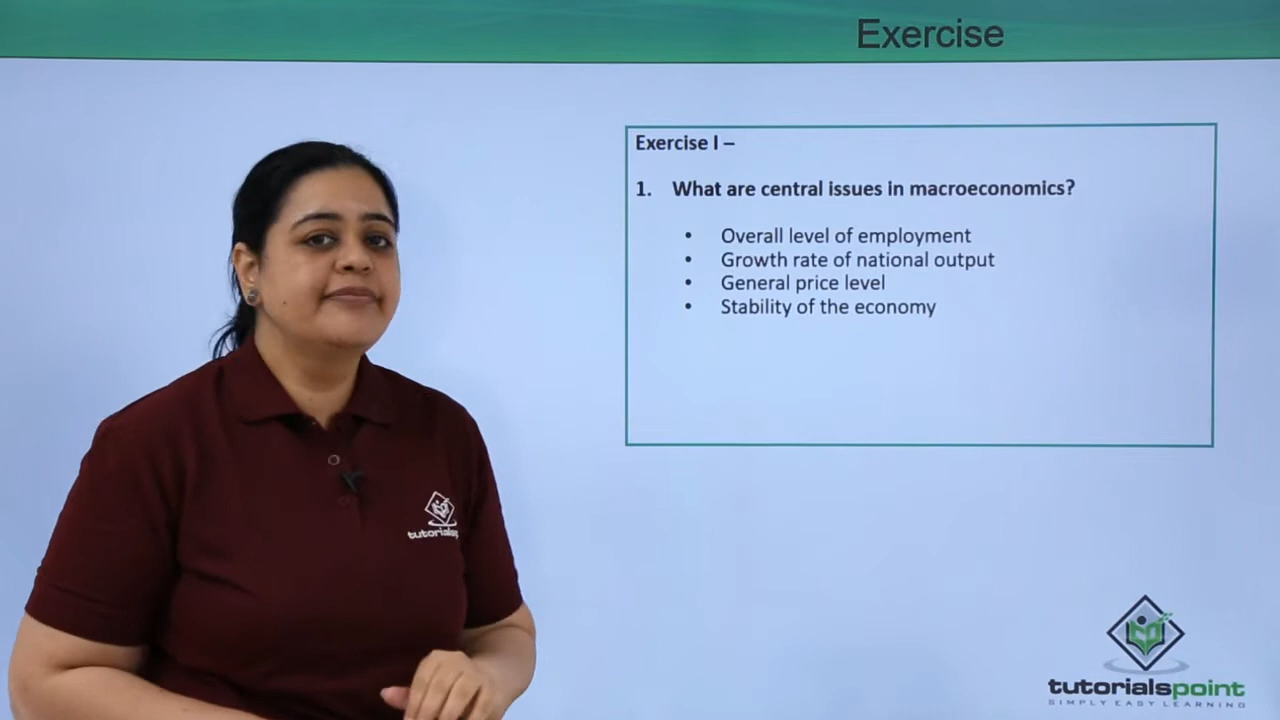 Exercise
Exercise I –
1. What are central issues in macroeconomics?
• Overall level of employment
• Growth rate of national output
• General price level
• Stability of the economy
tutorialsp
tutorialspoint
SIMPLY EASY LEARNING